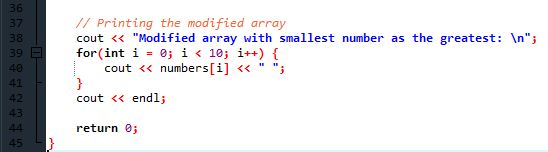 36
37 // Printing the modified array
38 cout << "Modified array with smallest number as the greatest: \n";
39 for(int i = 0; i < 10; i++) {
40 cout << numbers[i] << " ";
41 }
42 cout << endl;
43
44 return 0;
45 }